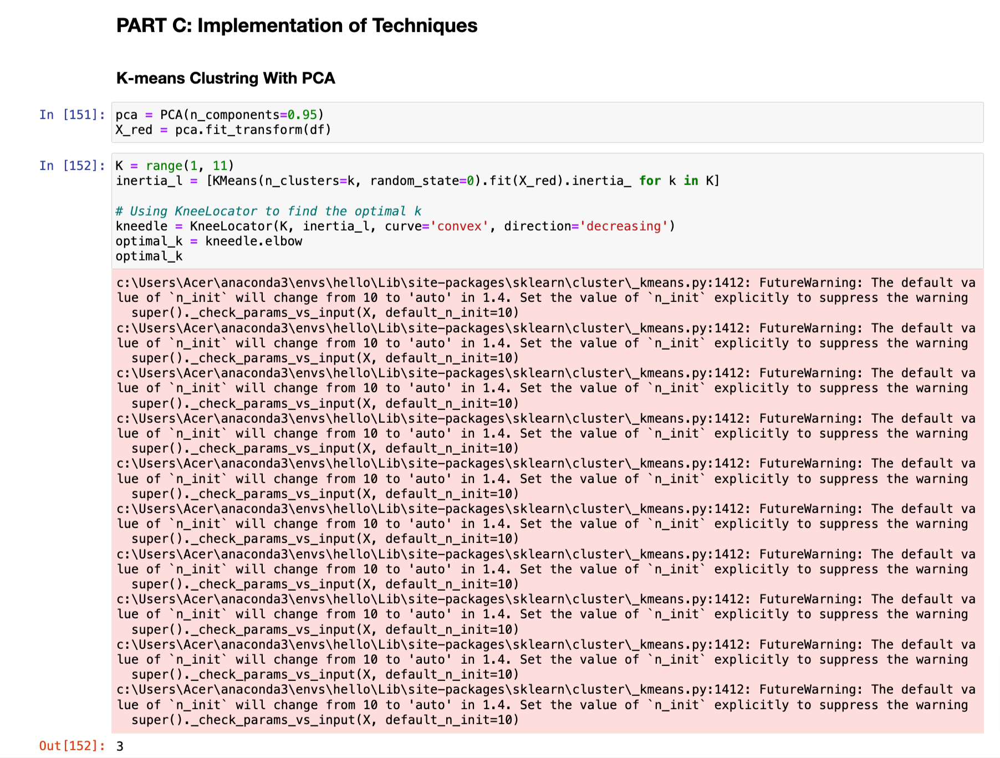 PART C: Implementation of Techniques
K-means Clustring With PCA
In [151]: pca = PCA(n_components=0.95)
X_red = pca.fit_transform(df)
In [152]: K = range(1, 11)
inertia_l = [KMeans(n_clusters=k, random_state=0).fit(X_red).inertia_ for k in K]
# Using KneeLocator to find the optimal k
kneedle = KneeLocator(K, inertia_l, curve='convex', direction='decreasing')
optimal_k = kneedle.elbow
optimal_k
c:\Users\Acer\anaconda3\envs\hello\Lib\site-packages\sklearn\cluster\_kmeans.py:1412: FutureWarning: The default va
lue of `n_init` will change from 10 to 'auto' in 1.4. Set the value of `n_init` explicitly to suppress the warning
super()._check_params_vs_input(X, default_n_init=10)
c:\Users\Acer\anaconda3\envs\hello\Lib\site-packages\sklearn\cluster\_kmeans.py:1412: FutureWarning: The default va
lue of `n_init` will change from 10 to 'auto' in 1.4. Set the value of `n_init` explicitly to suppress the warning
super()._check_params_vs_input(X, default_n_init=10)
c:\Users\Acer\anaconda3\envs\hello\Lib\site-packages\sklearn\cluster\_kmeans.py:1412: FutureWarning: The default va
lue of `n_init` will change from 10 to 'auto' in 1.4. Set the value of `n_init` explicitly to suppress the warning
super()._check_params_vs_input(X, default_n_init=10)
c:\Users\Acer\anaconda3\envs\hello\Lib\site-packages\sklearn\cluster\_kmeans.py:1412: FutureWarning: The default va
lue of `n_init` will change from 10 to 'auto' in 1.4. Set the value of `n_init` explicitly to suppress the warning
super()._check_params_vs_input(X, default_n_init=10)
c:\Users\Acer\anaconda3\envs\hello\Lib\site-packages\sklearn\cluster\_kmeans.py:1412: FutureWarning: The default va
lue of `n_init` will change from 10 to 'auto' in 1.4. Set the value of `n_init` explicitly to suppress the warning
super()._check_params_vs_input(X, default_n_init=10)
c:\Users\Acer\anaconda3\envs\hello\Lib\site-packages\sklearn\cluster\_kmeans.py:1412: FutureWarning: The default va
lue of `n_init` will change from 10 to 'auto' in 1.4. Set the value of `n_init` explicitly to suppress the warning
super()._check_params_vs_input(X, default_n_init=10)
c:\Users\Acer\anaconda3\envs\hello\Lib\site-packages\sklearn\cluster\_kmeans.py:1412: FutureWarning: The default va
lue of `n_init` will change from 10 to 'auto' in 1.4. Set the value of `n_init` explicitly to suppress the warning
super()._check_params_vs_input(X, default_n_init=10)
c:\Users\Acer\anaconda3\envs\hello\Lib\site-packages\sklearn\cluster\_kmeans.py:1412: FutureWarning: The default va
lue of `n_init` will change from 10 to 'auto' in 1.4. Set the value of `n_init` explicitly to suppress the warning
super()._check_params_vs_input(X, default_n_init=10)
c:\Users\Acer\anaconda3\envs\hello\Lib\site-packages\sklearn\cluster\_kmeans.py:1412: FutureWarning: The default va
lue of `n_init` will change from 10 to 'auto' in 1.4. Set the value of `n_init` explicitly to suppress the warning
super()._check_params_vs_input(X, default_n_init=10)
c:\Users\Acer\anaconda3\envs\hello\Lib\site-packages\sklearn\cluster\_kmeans.py:1412: FutureWarning: The default va
lue of `n_init` will change from 10 to 'auto' in 1.4. Set the value of `n_init` explicitly to suppress the warning
super()._check_params_vs_input(X, default_n_init=10)
Out[152]: 3